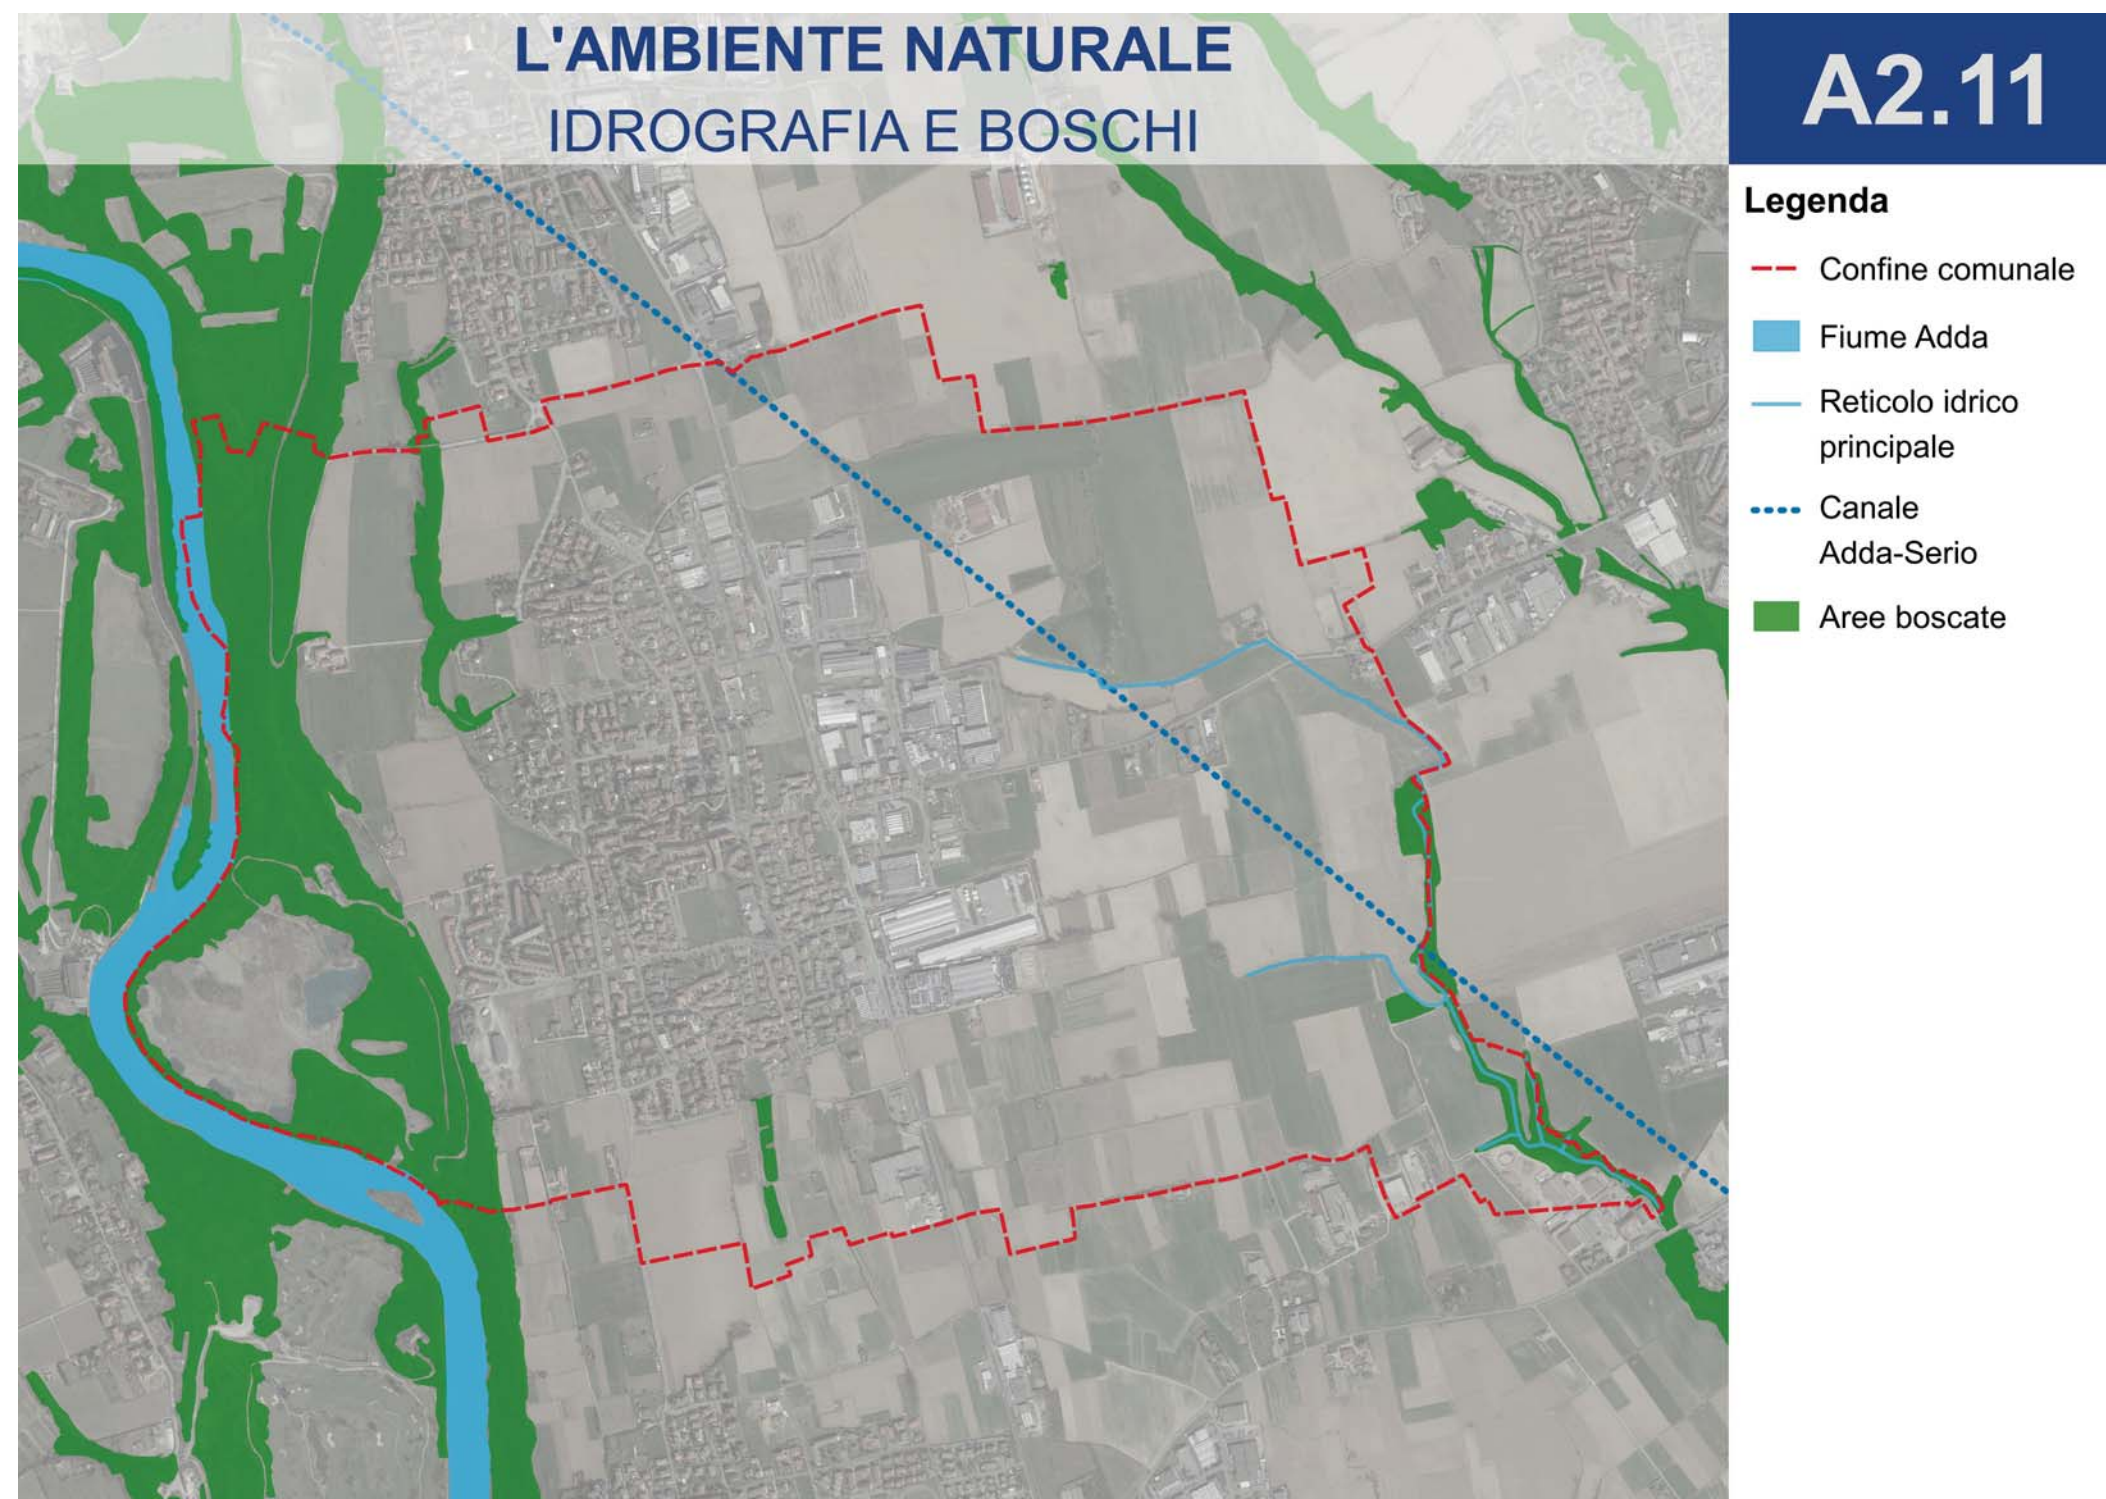 L'AMBIENTE NATURALE
IDROGRAFIA E BOSCHI
A2.11
Legenda
Confine comunale
Fiume Adda
Reticolo idrico
principale
Canale
Adda-Serio
Aree boscate